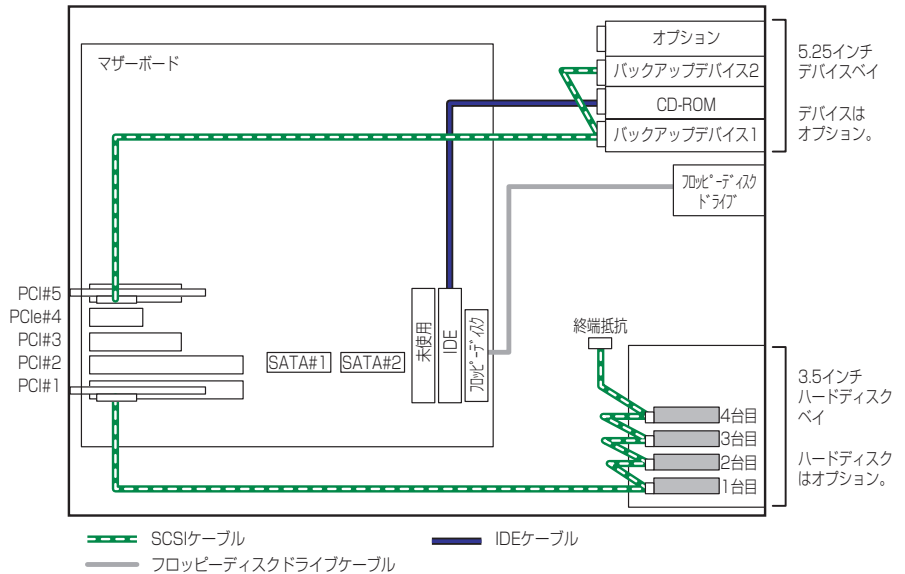 マザーボード
オプション
バックアップデバイス2
CD-ROM
バックアップデバイス1
5.25インチ
デバイスベイ
デバイスは
オプション。
フロッピーディスク
ドライブ
PCI#5
PCIe#4
PCI#3
PCI#2
PCI#1
SATA#1
SATA#2
未使用
IDE
フロッピーディスク
終端抵抗
4台目
3台目
2台目
1台目
3.5インチ
ハードディスク
ベイ
ハードディスク
はオプション。
SCSIケーブル
IDEケーブル
フロッピーディスクドライブケーブル